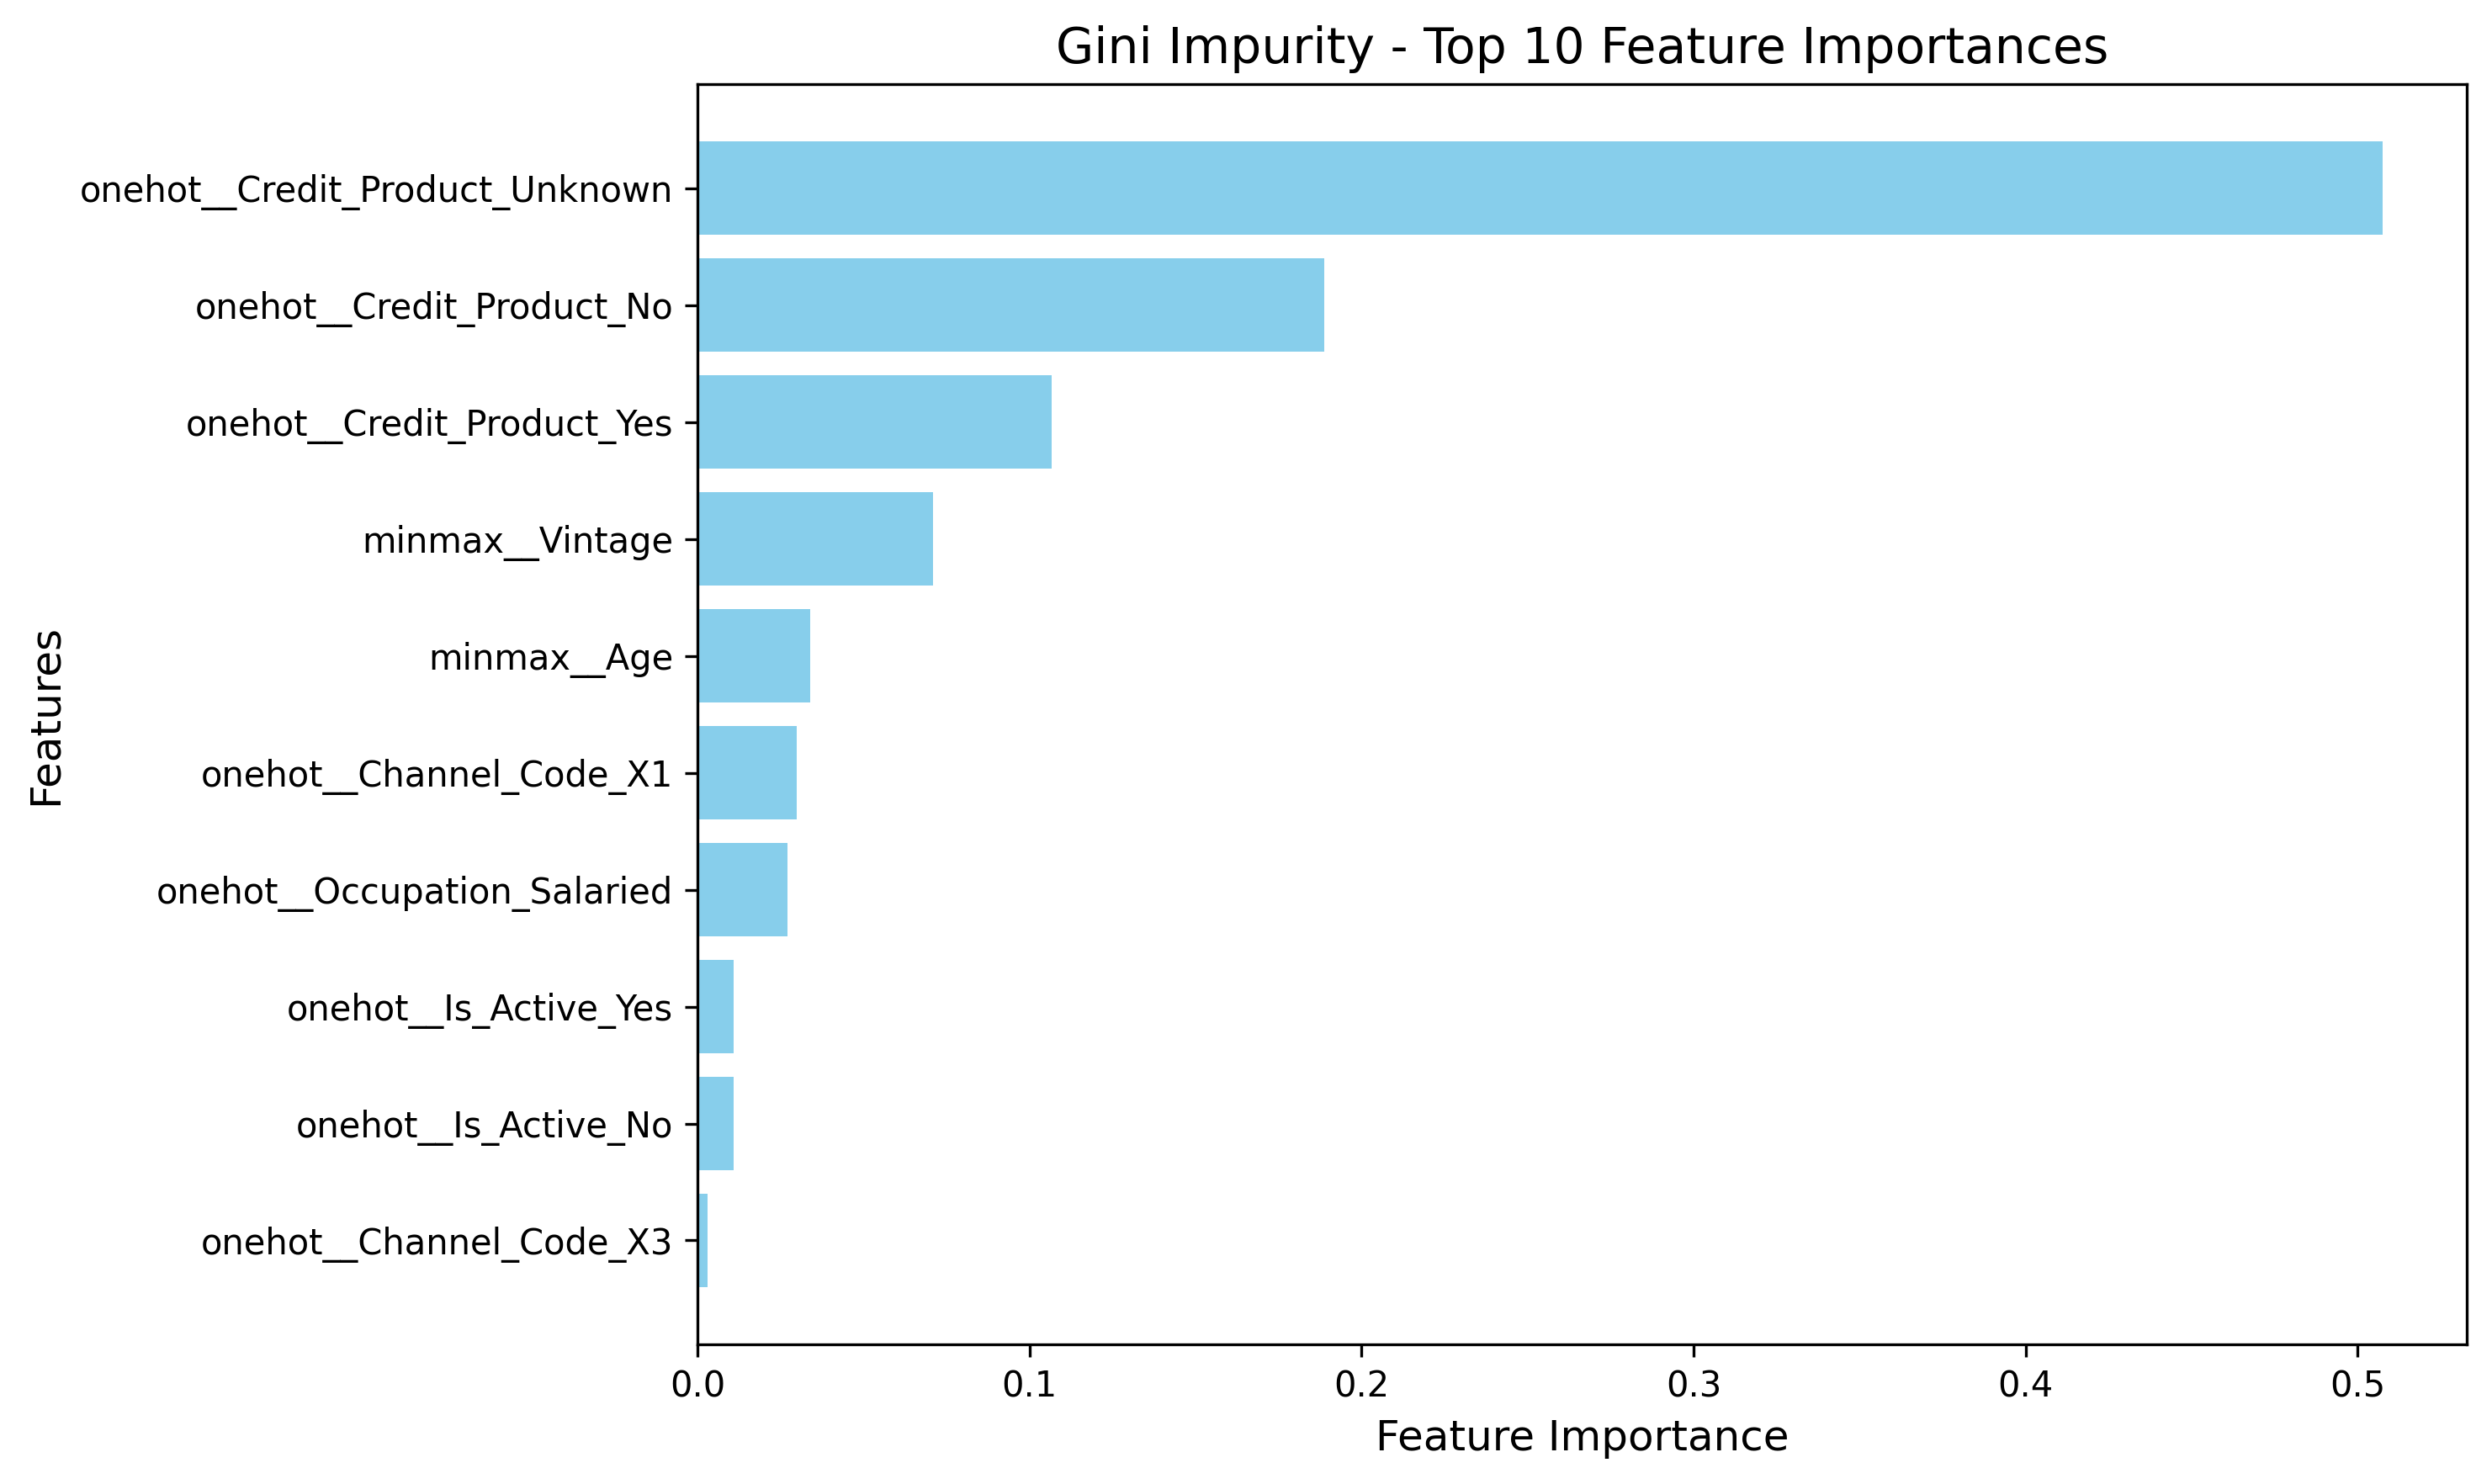 Gini Impurity - Top 10 Feature Importances
onehot__Credit_Product_Unknown
onehot__Credit_Product_No
onehot__Credit_Product_Yes
minmax__Vintage
minmax__Age
onehot__Channel_Code_X1
onehot__Occupation_Salaried
onehot__Is_Active_Yes
onehot__Is_Active_No
onehot__Channel_Code_X3
Features
0.0 0.1 0.2 0.3 0.4 0.5
Feature Importance